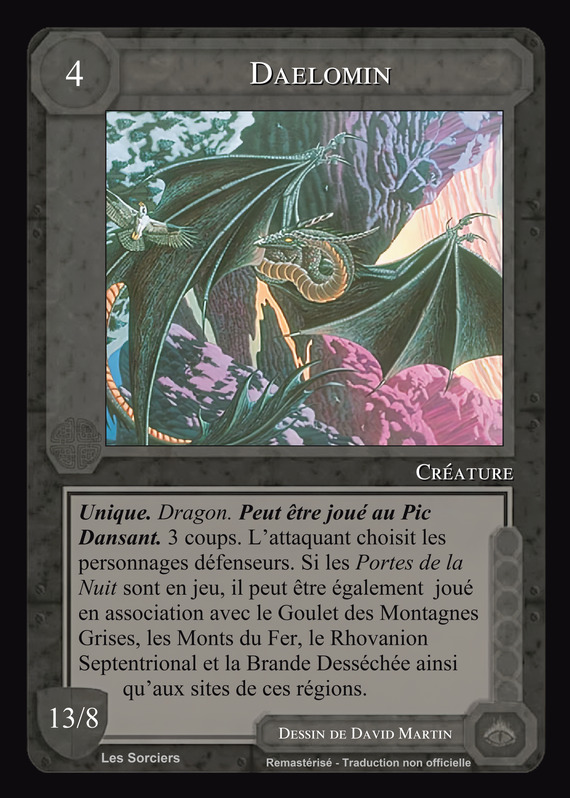 4
DAELOMIN
CRÉATURE
Unique. Dragon. Peut être joué au Pic
Dansant. 3 coups. L'attaquant choisit les
personnages défenseurs. Si les Portes de la
Nuit sont en jeu, il peut être également joué
en association avec le Goulet des Montagnes
Grises, les Monts du Fer, le Rhovanion
Septentrional et la Brande Desséchée ainsi
qu'aux sites de ces régions.
13/8
DESSIN DE DAVID MARTIN
Les Sorciers
Remastérisé - Traduction non officielle